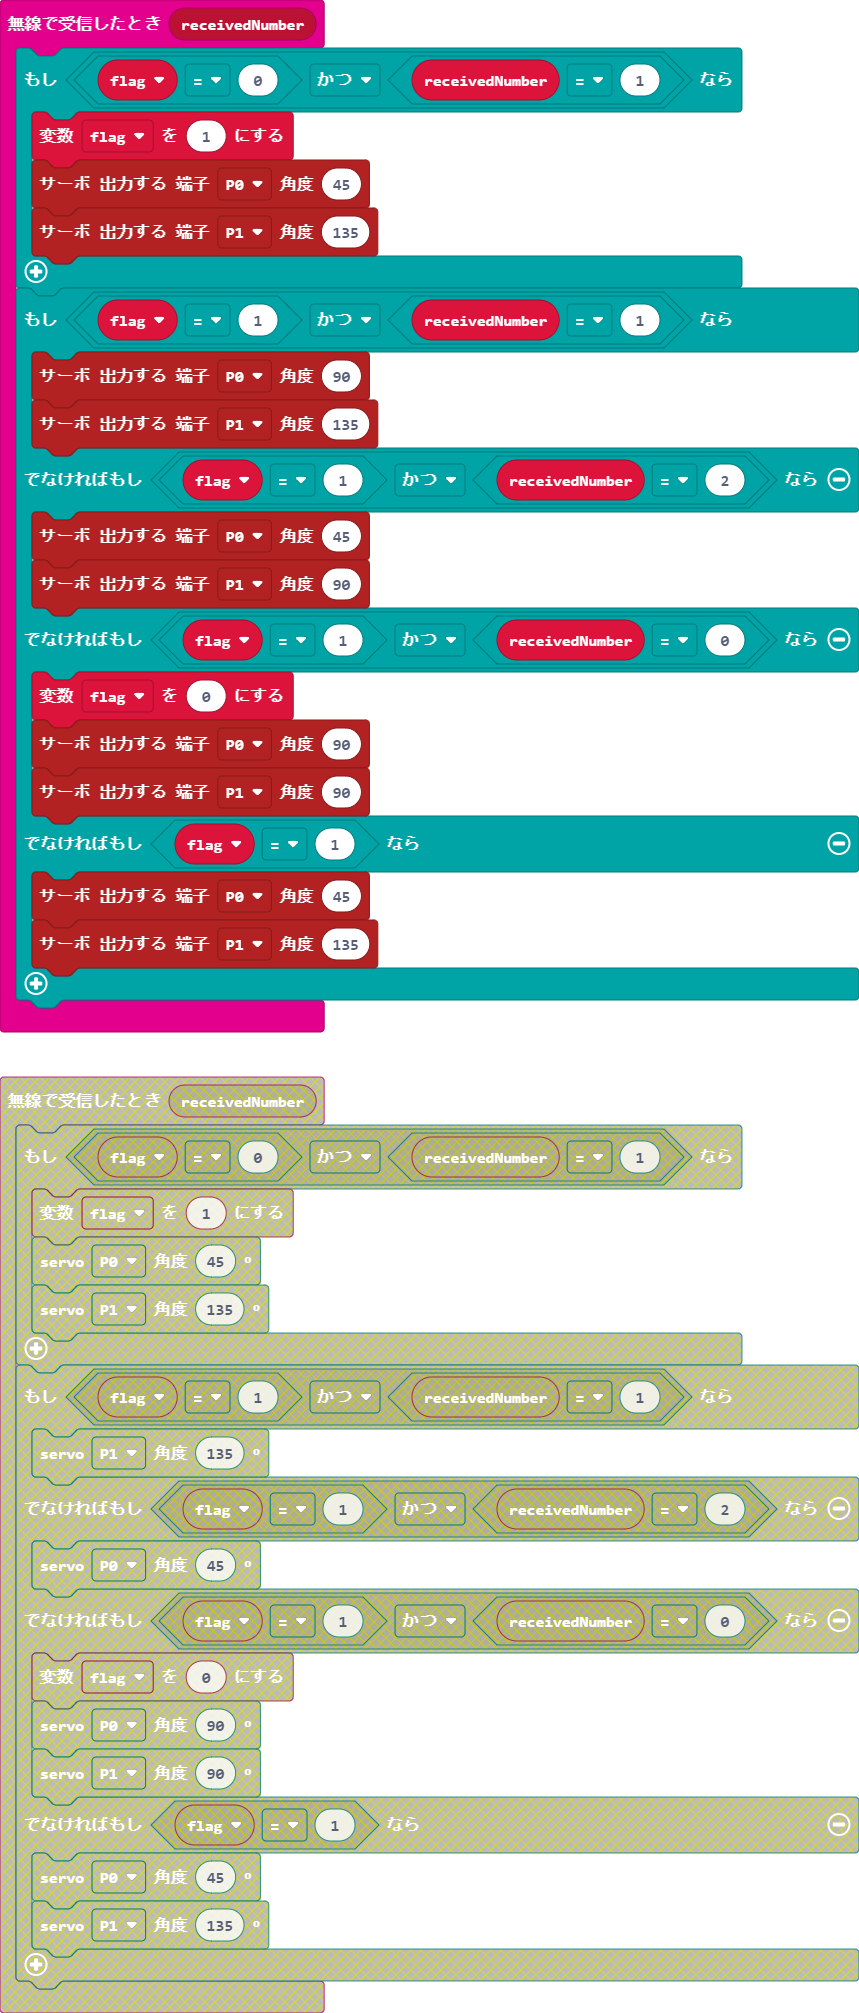 無線で受信したとき receivedNumber
もし flag = 0 かつ receivedNumber = 1 なら
変数 flag を 1 にする
サーボ 出力する 端子 P0 角度 45
サーボ 出力する 端子 P1 角度 135
もし flag = 1 かつ receivedNumber = 1 なら
サーボ 出力する 端子 P0 角度 90
サーボ 出力する 端子 P1 角度 135
でなければもし flag = 1 かつ receivedNumber = 2 なら
サーボ 出力する 端子 P0 角度 45
サーボ 出力する 端子 P1 角度 90
でなければもし flag = 1 かつ receivedNumber = 0 なら
変数 flag を 0 にする
サーボ 出力する 端子 P0 角度 90
サーボ 出力する 端子 P1 角度 90
でなければもし flag = 1 なら
サーボ 出力する 端子 P0 角度 45
サーボ 出力する 端子 P1 角度 135
無線で受信したとき receivedNumber
もし flag = 0 かつ receivedNumber = 1 なら
変数 flag を 1 にする
servo P0 角度 45 °
servo P1 角度 135 °
もし flag = 1 かつ receivedNumber = 1 なら
servo P1 角度 135 °
でなければもし flag = 1 かつ receivedNumber = 2 なら
servo P0 角度 45 °
でなければもし flag = 1 かつ receivedNumber = 0 なら
変数 flag を 0 にする
servo P0 角度 90 °
servo P1 角度 90 °
でなければもし flag = 1 なら
servo P0 角度 45 °
servo P1 角度 135 °